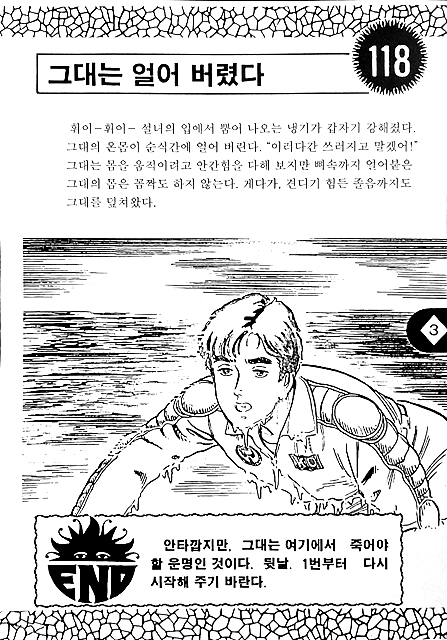 118
그대는 얼어 버렸다
휘이-휘이- 설녀의 입에서 뿜어 나오는 냉기가 갑자기 강해졌다.
그대의 온몸이 순식간에 얼어 버린다. "이러다간 쓰러지고 말겠어!"
그대는 몸을 움직이려고 안간힘을 다해 보지만 뼈속까지 얼어붙은
그대의 몸은 꼼짝도 하지 않는다. 게다가, 견디기 힘든 졸음까지도
그대를 덮쳐왔다.
3
END
안타깝지만, 그대는 여기에서 죽어야
할 운명인 것이다. 뒷날, 1번부터 다시
시작해 주기 바란다.